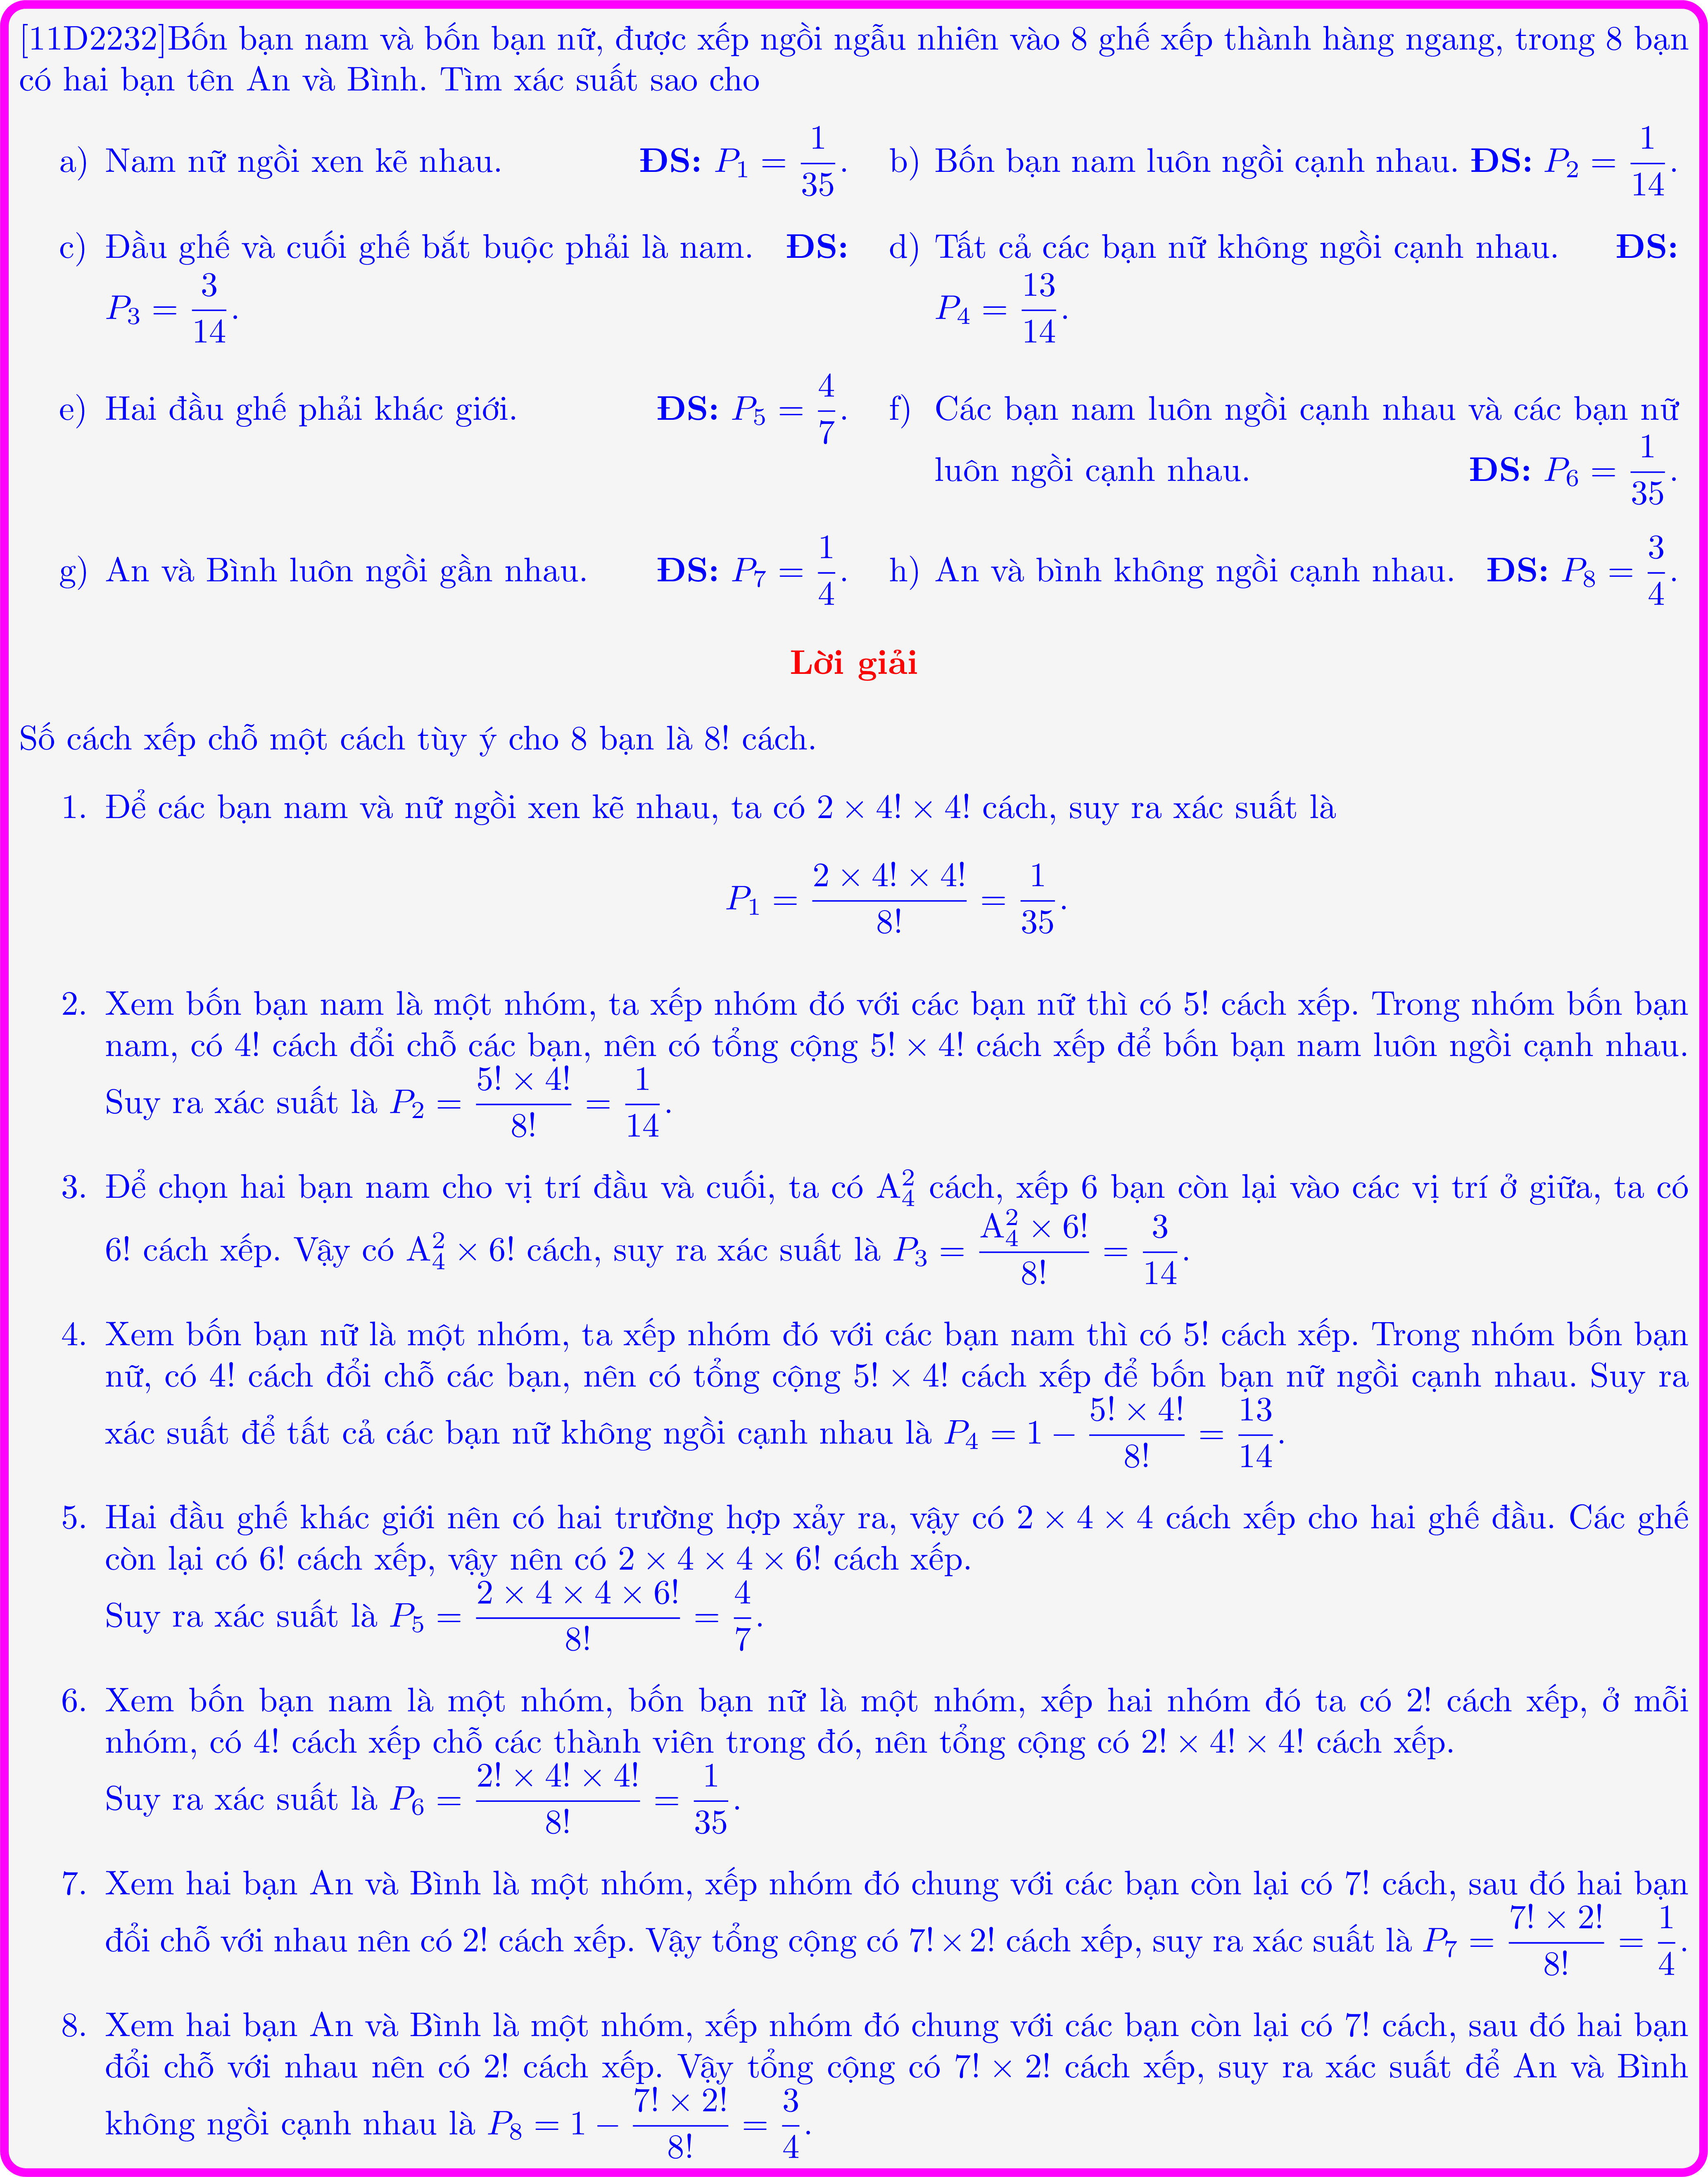 [11D2232]Bốn bạn nam và bốn bạn nữ, được xếp ngồi ngẫu nhiên vào 8 ghế xếp thành hàng ngang, trong 8 bạn
có hai bạn tên An và Bình. Tìm xác suất sao cho
a) Nam nữ ngồi xen kẽ nhau. ĐS: $P_1 = \dfrac{1}{35}$.
b) Bốn bạn nam luôn ngồi cạnh nhau. ĐS: $P_2 = \dfrac{1}{14}$.
c) Đầu ghế và cuối ghế bắt buộc phải là nam. ĐS:
$P_3 = \dfrac{3}{14}$.
d) Tất cả các bạn nữ không ngồi cạnh nhau. ĐS:
$P_4 = \dfrac{13}{14}$.
e) Hai đầu ghế phải khác giới. ĐS: $P_5 = \dfrac{4}{7}$.
f) Các bạn nam luôn ngồi cạnh nhau và các bạn nữ
luôn ngồi cạnh nhau. ĐS: $P_6 = \dfrac{1}{35}$.
g) An và Bình luôn ngồi gần nhau. ĐS: $P_7 = \dfrac{1}{4}$.
h) An và bình không ngồi cạnh nhau. ĐS: $P_8 = \dfrac{3}{4}$.
Lời giải
Số cách xếp chỗ một cách tùy ý cho 8 bạn là 8! cách.
1. Để các bạn nam và nữ ngồi xen kẽ nhau, ta có $2 \times 4! \times 4!$ cách, suy ra xác suất là
$P_1 = \dfrac{2 \times 4! \times 4!}{8!} = \dfrac{1}{35}$.
2. Xem bốn bạn nam là một nhóm, ta xếp nhóm đó với các bạn nữ thì có 5! cách xếp. Trong nhóm bốn bạn
nam, có 4! cách đổi chỗ các bạn, nên có tổng cộng $5! \times 4!$ cách xếp để bốn bạn nam luôn ngồi cạnh nhau.
Suy ra xác suất là $P_2 = \dfrac{5! \times 4!}{8!} = \dfrac{1}{14}$.
3. Để chọn hai bạn nam cho vị trí đầu và cuối, ta có $\mathrm{A}_4^2$ cách, xếp 6 bạn còn lại vào các vị trí ở giữa, ta có
6! cách xếp. Vậy có $\mathrm{A}_4^2 \times 6!$ cách, suy ra xác suất là $P_3 = \dfrac{\mathrm{A}_4^2 \times 6!}{8!} = \dfrac{3}{14}$.
4. Xem bốn bạn nữ là một nhóm, ta xếp nhóm đó với các bạn nam thì có 5! cách xếp. Trong nhóm bốn bạn
nữ, có 4! cách đổi chỗ các bạn, nên có tổng cộng $5! \times 4!$ cách xếp để bốn bạn nữ ngồi cạnh nhau. Suy ra
xác suất để tất cả các bạn nữ không ngồi cạnh nhau là $P_4 = 1 - \dfrac{5! \times 4!}{8!} = \dfrac{13}{14}$.
5. Hai đầu ghế khác giới nên có hai trường hợp xảy ra, vậy có $2 \times 4 \times 4$ cách xếp cho hai ghế đầu. Các ghế
còn lại có 6! cách xếp, vậy nên có $2 \times 4 \times 4 \times 6!$ cách xếp.
Suy ra xác suất là $P_5 = \dfrac{2 \times 4 \times 4 \times 6!}{8!} = \dfrac{4}{7}$.
6. Xem bốn bạn nam là một nhóm, bốn bạn nữ là một nhóm, xếp hai nhóm đó ta có 2! cách xếp, ở mỗi
nhóm, có 4! cách xếp chỗ các thành viên trong đó, nên tổng cộng có $2! \times 4! \times 4!$ cách xếp.
Suy ra xác suất là $P_6 = \dfrac{2! \times 4! \times 4!}{8!} = \dfrac{1}{35}$.
7. Xem hai bạn An và Bình là một nhóm, xếp nhóm đó chung với các bạn còn lại có 7! cách, sau đó hai bạn
đổi chỗ với nhau nên có 2! cách xếp. Vậy tổng cộng có $7! \times 2!$ cách xếp, suy ra xác suất là $P_7 = \dfrac{7! \times 2!}{8!} = \dfrac{1}{4}$.
8. Xem hai bạn An và Bình là một nhóm, xếp nhóm đó chung với các bạn còn lại có 7! cách, sau đó hai bạn
đổi chỗ với nhau nên có 2! cách xếp. Vậy tổng cộng có $7! \times 2!$ cách xếp, suy ra xác suất để An và Bình
không ngồi cạnh nhau là $P_8 = 1 - \dfrac{7! \times 2!}{8!} = \dfrac{3}{4}$.